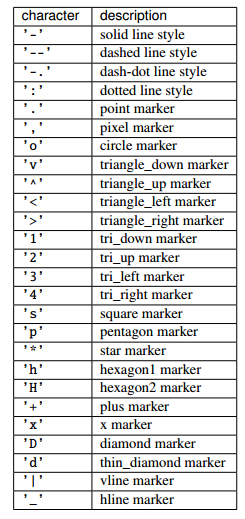 character description
'-' solid line style
'--' dashed line style
'-.' dash-dot line style
':' dotted line style
'.' point marker
',' pixel marker
'o' circle marker
'v' triangle_down marker
'^' triangle_up marker
'<' triangle_left marker
'>' triangle_right marker
'1' tri_down marker
'2' tri_up marker
'3' tri_left marker
'4' tri_right marker
's' square marker
'p' pentagon marker
'*' star marker
'h' hexagon1 marker
'H' hexagon2 marker
'+' plus marker
'x' x marker
'D' diamond marker
'd' thin_diamond marker
'|' vline marker
'_' hline marker